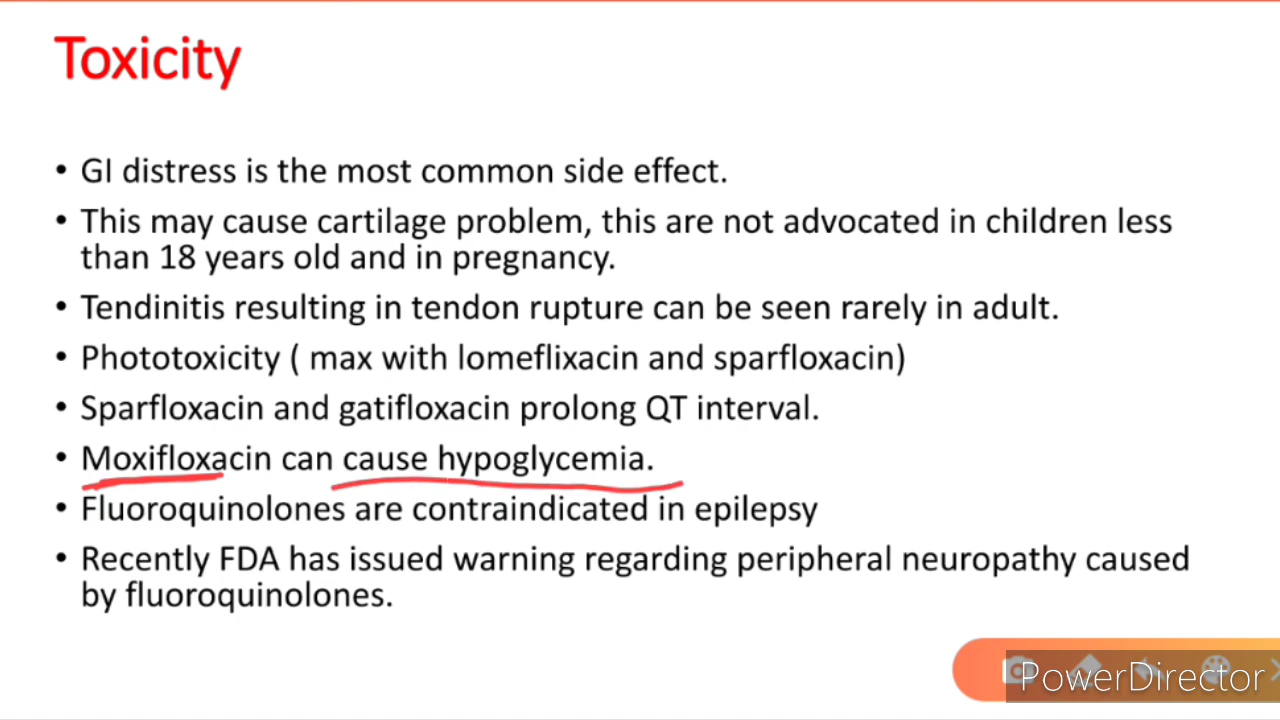 Toxicity
• GI distress is the most common side effect.
• This may cause cartilage problem, this are not advocated in children less
than 18 years old and in pregnancy.
• Tendinitis resulting in tendon rupture can be seen rarely in adult.
• Phototoxicity ( max with lomeflixacin and sparfloxacin)
• Sparfloxacin and gatifloxacin prolong QT interval.
• Moxifloxacin can cause hypoglycemia.
• Fluoroquinolones are contraindicated in epilepsy
• Recently FDA has issued warning regarding peripheral neuropathy caused
by fluoroquinolones.
PowerDirector